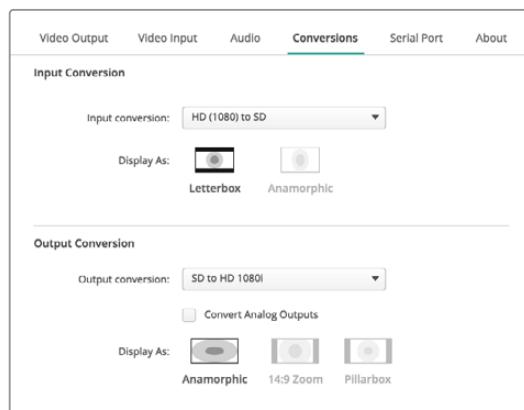 Video Output Video Input Audio Conversions Serial Port About
Input Conversion
Input conversion: HD (1080) to SD
Display As:
Letterbox Anamorphic
Output Conversion
Output conversion: SD to HD 1080i
Convert Analog Outputs
Display As:
Anamorphic 14:9 Zoom Pillarbox